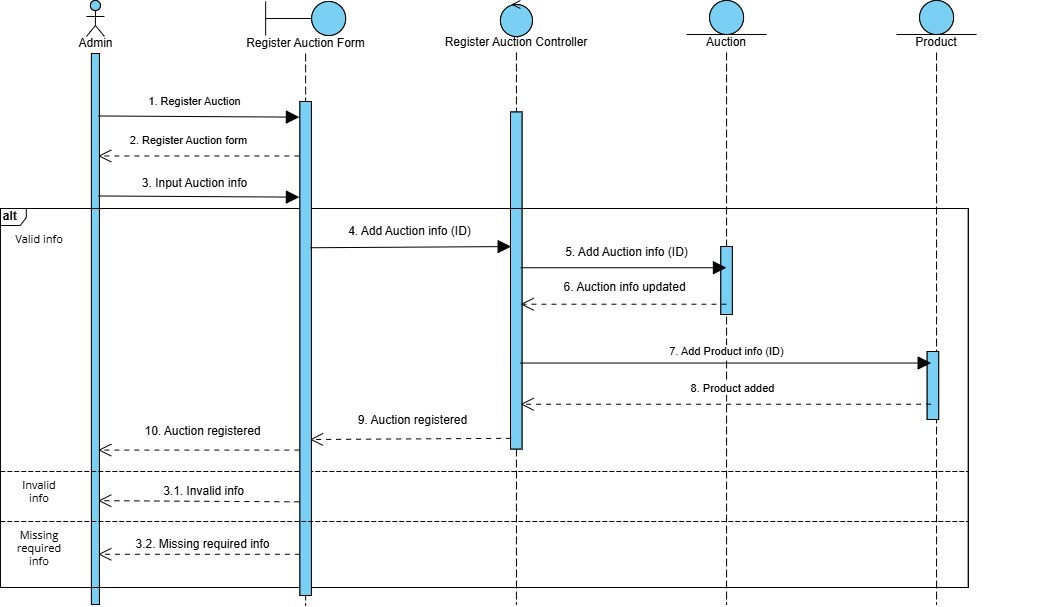 Admin
Register Auction Form
Register Auction Controller
Auction
Product
1. Register Auction
2. Register Auction form
3. Input Auction info
alt
Valid info
4. Add Auction info (ID)
5. Add Auction info (ID)
6. Auction info updated
7. Add Product info (ID)
8. Product added
9. Auction registered
10. Auction registered
Invalid
info
3.1. Invalid info
Missing
required
info
3.2. Missing required info